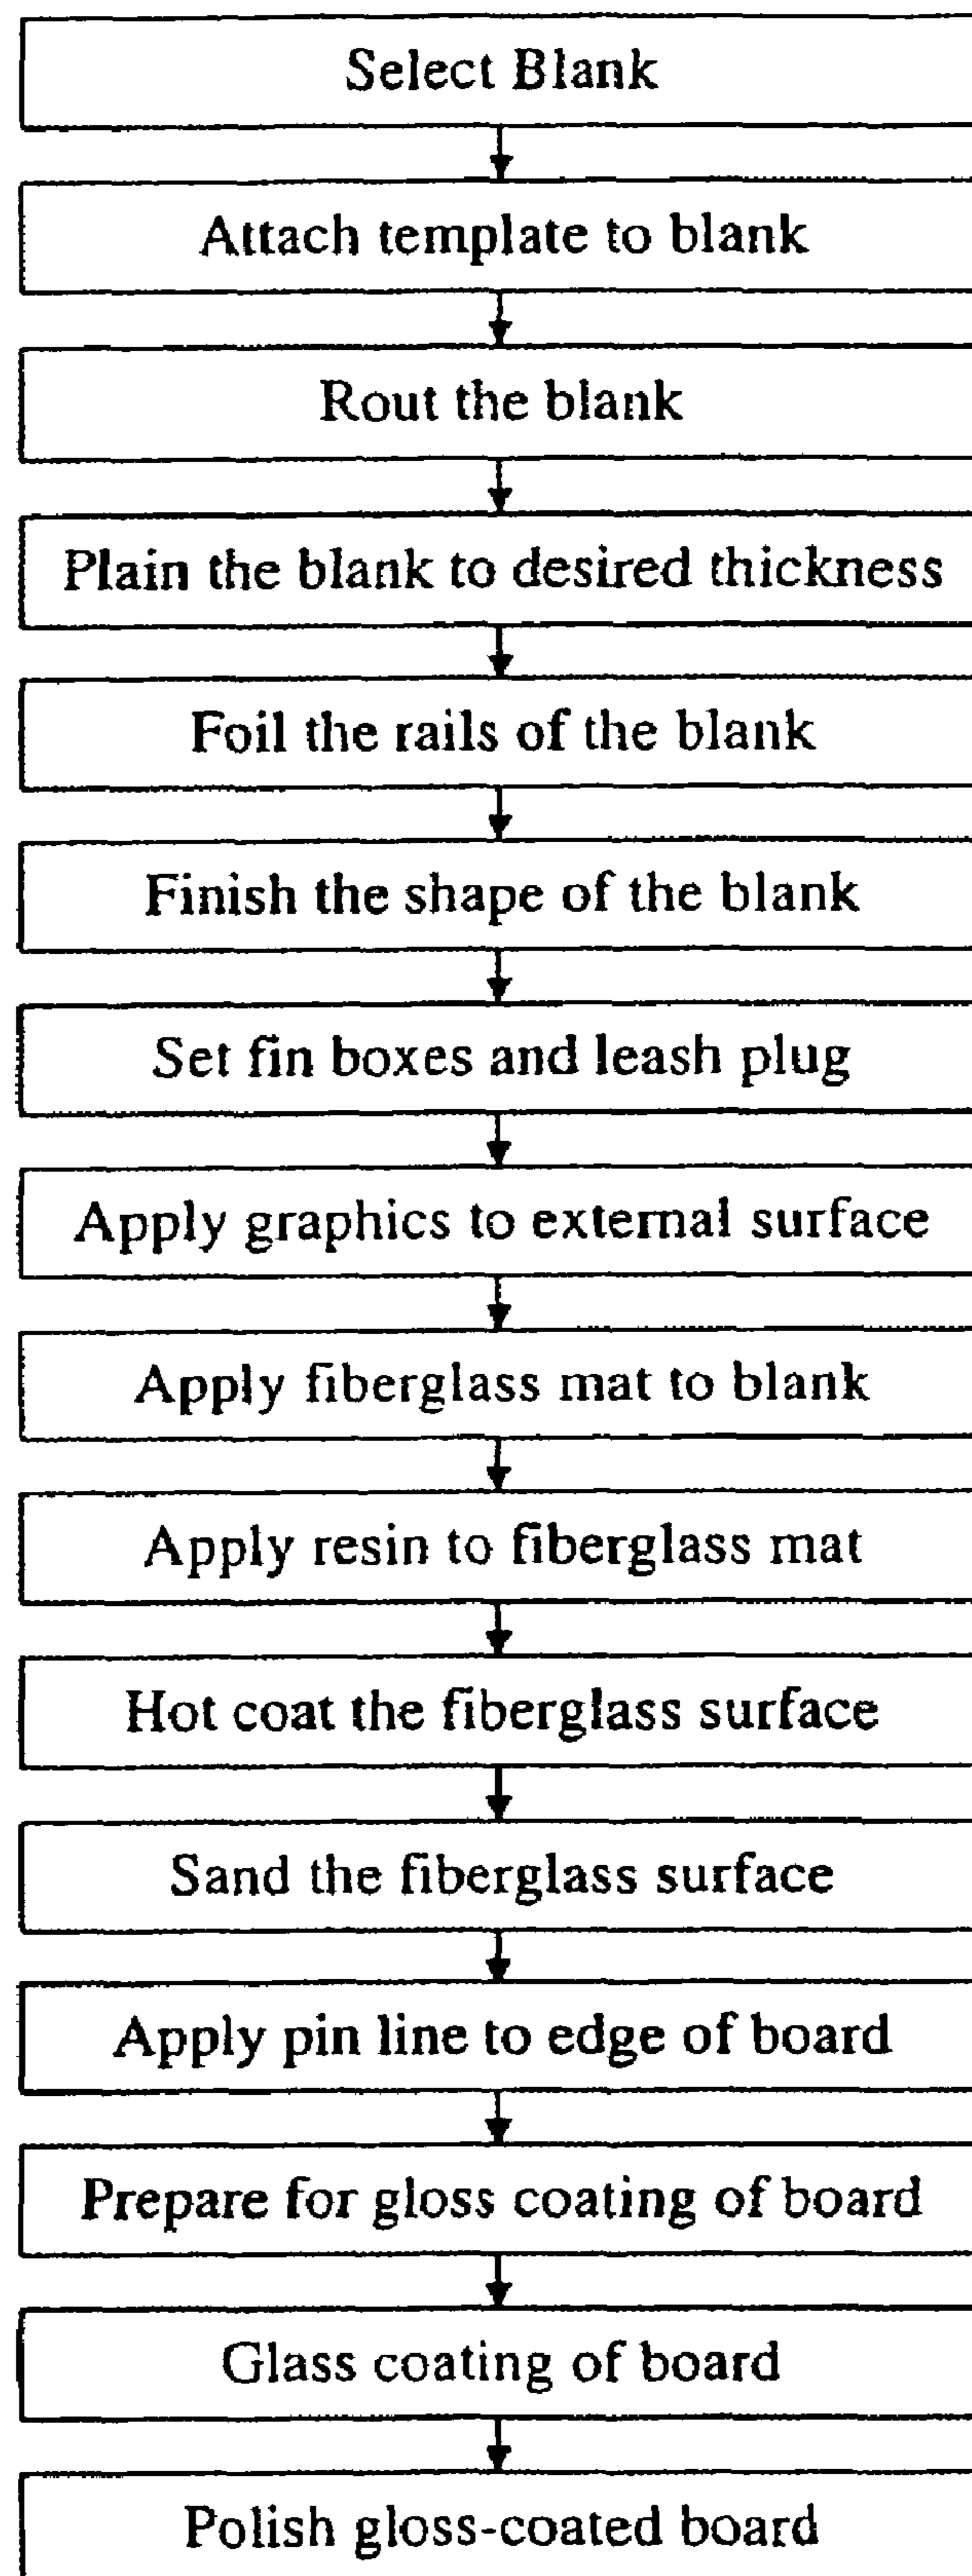 Select Blank
Attach template to blank
Rout the blank
Plain the blank to desired thickness
Foil the rails of the blank
Finish the shape of the blank
Set fin boxes and leash plug
Apply graphics to external surface
Apply fiberglass mat to blank
Apply resin to fiberglass mat
Hot coat the fiberglass surface
Sand the fiberglass surface
Apply pin line to edge of board
Prepare for gloss coating of board
Glass coating of board
Polish gloss-coated board